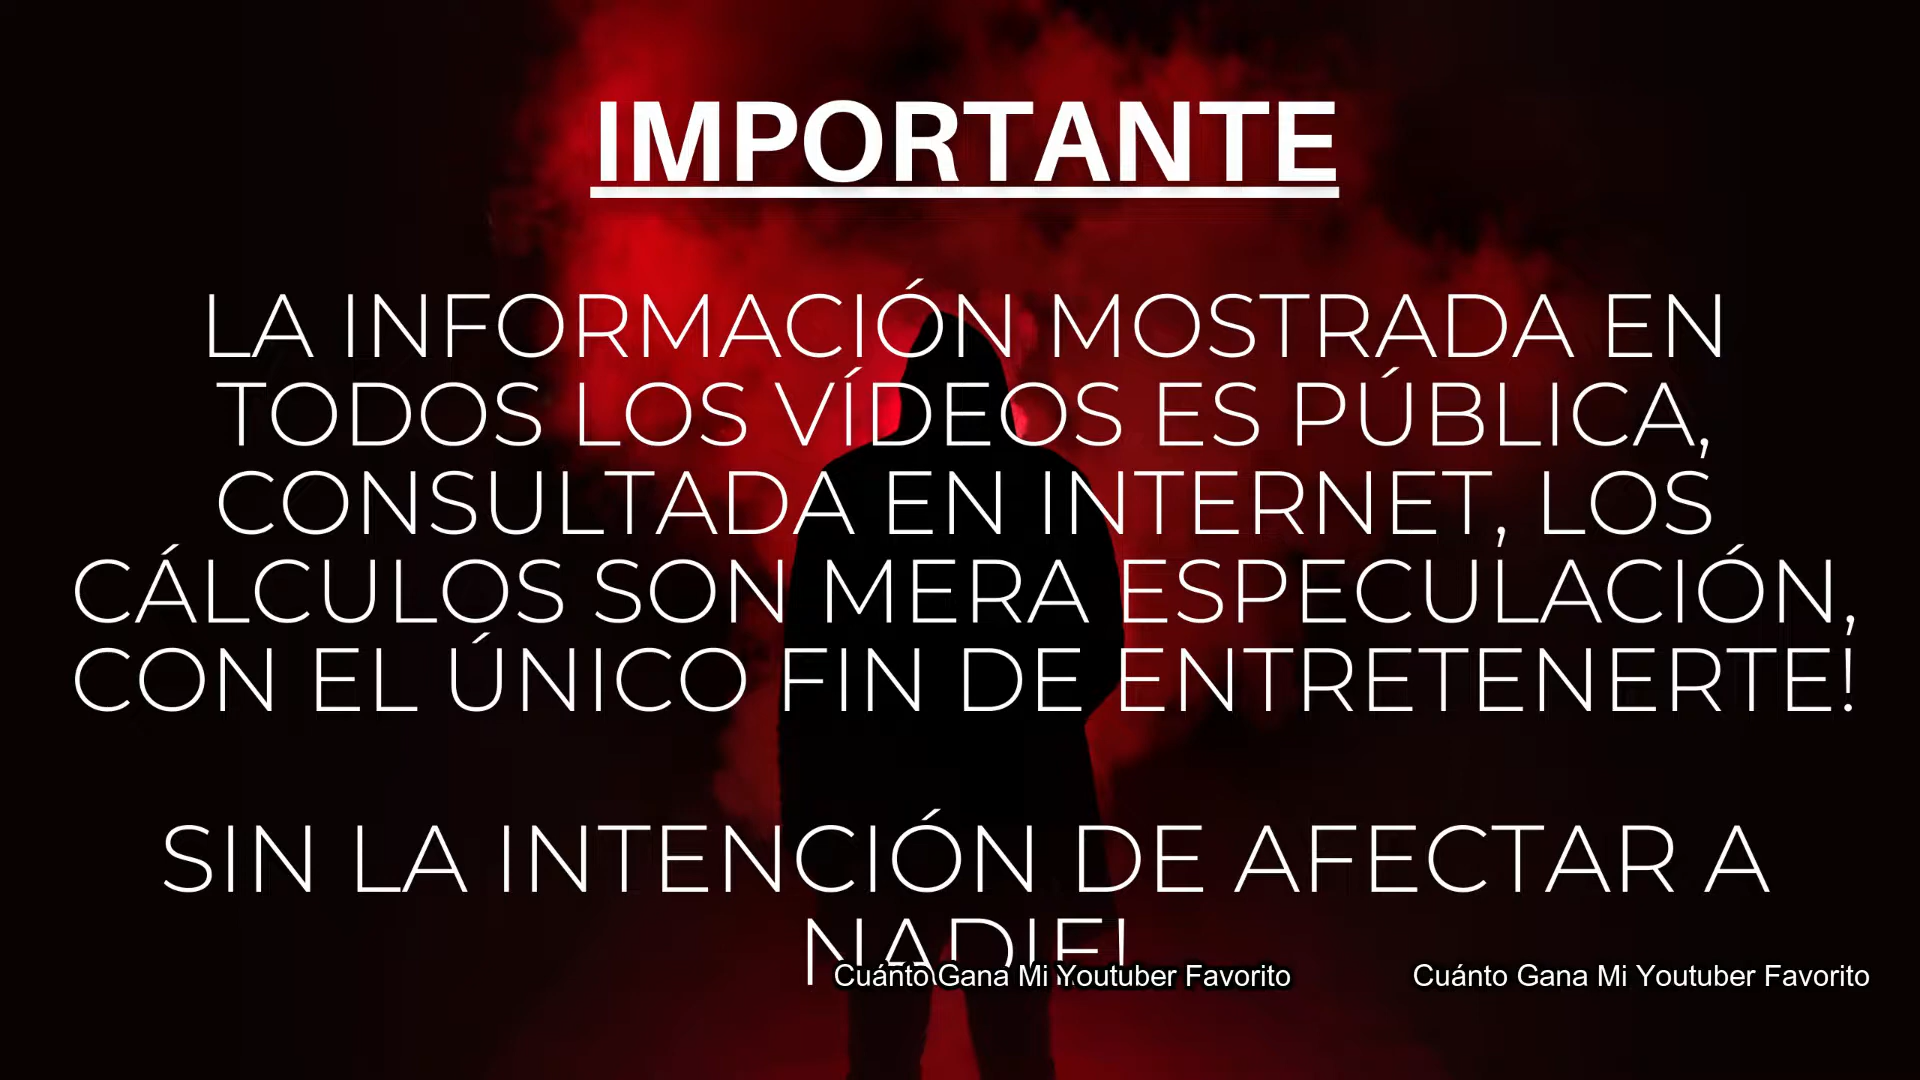 IMPORTANTE
LA INFORMACIÓN MOSTRADA EN
TODOS LOS VÍDEOS ES PÚBLICA,
CONSULTADA EN INTERNET, LOS
CÁLCULOS SON MERA ESPECULACIÓN,
CON EL ÚNICO FIN DE ENTRETENERTE!
SIN LA INTENCIÓN DE AFECTAR A
NADIE!
Cuánto Gana Mi Youtuber Favorito
Cuánto Gana Mi Youtuber Favorito